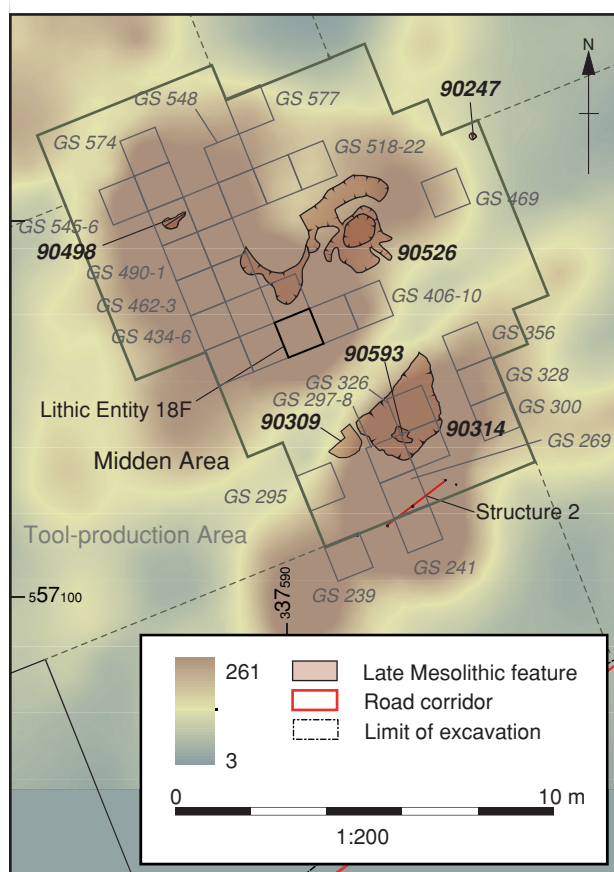 N
GS 548
GS 577
90247
GS 574
GS 518-22
GS 469
GS 545-6
90498
90526
GS 490-1
GS 462-3
GS 406-10
GS 434-6
GS 356
90593
GS 326
GS 328
GS 297-8
Lithic Entity 18F
90309
GS 300
90314
Midden Area
GS 269
GS 295
Structure 2
Tool-production Area
GS 241
GS 239
557100
337590
261
3
Late Mesolithic feature
Road corridor
Limit of excavation
0
10 m
1:200